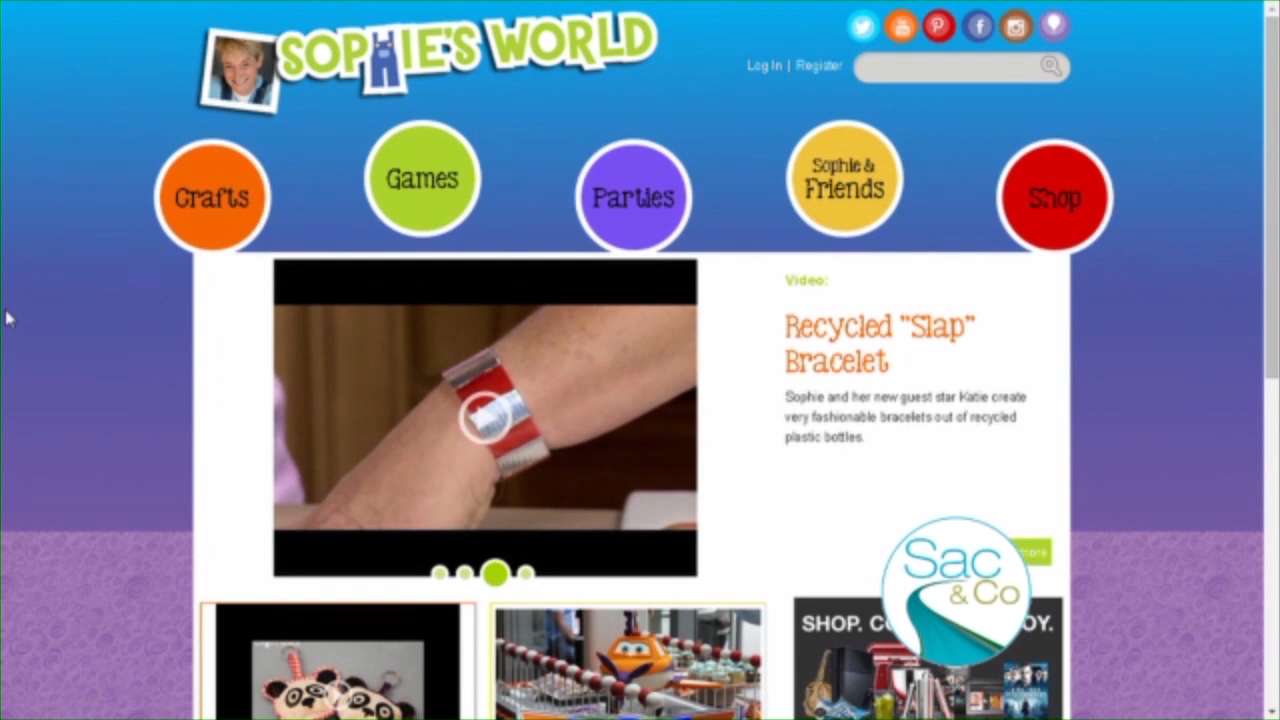 SOPHIE'S WORLD
Log In | Register
Crafts
Games
Parties
Sophie &
Friends
Shop
Video:
Recycled "Slap"
Bracelet
Sophie and her new guest star Katie create
very fashionable bracelets out of recycled
plastic bottles.
more
Sac
& Co
SHOP.